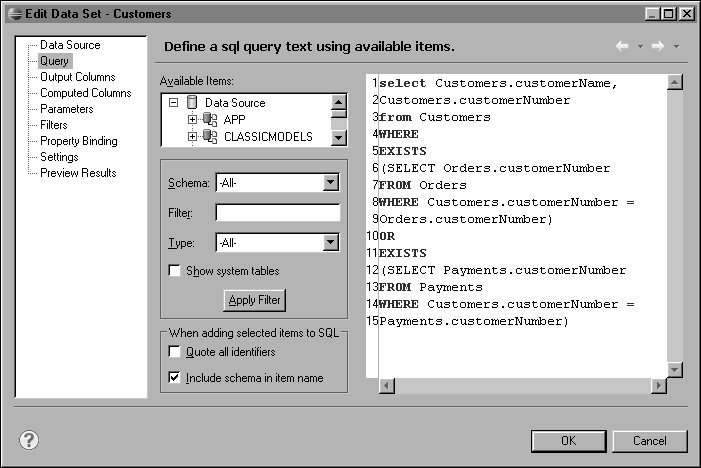 Edit Data Set - Customers
Data Source
Query
Output Columns
Computed Columns
Parameters
Filters
Property Binding
Settings
Preview Results
Define a sql query text using available items.
Available Items:
Data Source
APP
CLASSICMODELS
Schema: -All-
Filter:
Type: -All-
Show system tables
Apply Filter
When adding selected items to SQL
Quote all identifiers
Include schema in item name
1 select Customers.customerName,
2 Customers.customerNumber
3 from Customers
4 WHERE
5 EXISTS
6 (SELECT Orders.customerNumber
7 FROM Orders
8 WHERE Customers.customerNumber =
9 Orders.customerNumber)
10 OR
11 EXISTS
12 (SELECT Payments.customerNumber
13 FROM Payments
14 WHERE Customers.customerNumber =
15 Payments.customerNumber)
?
OK
Cancel